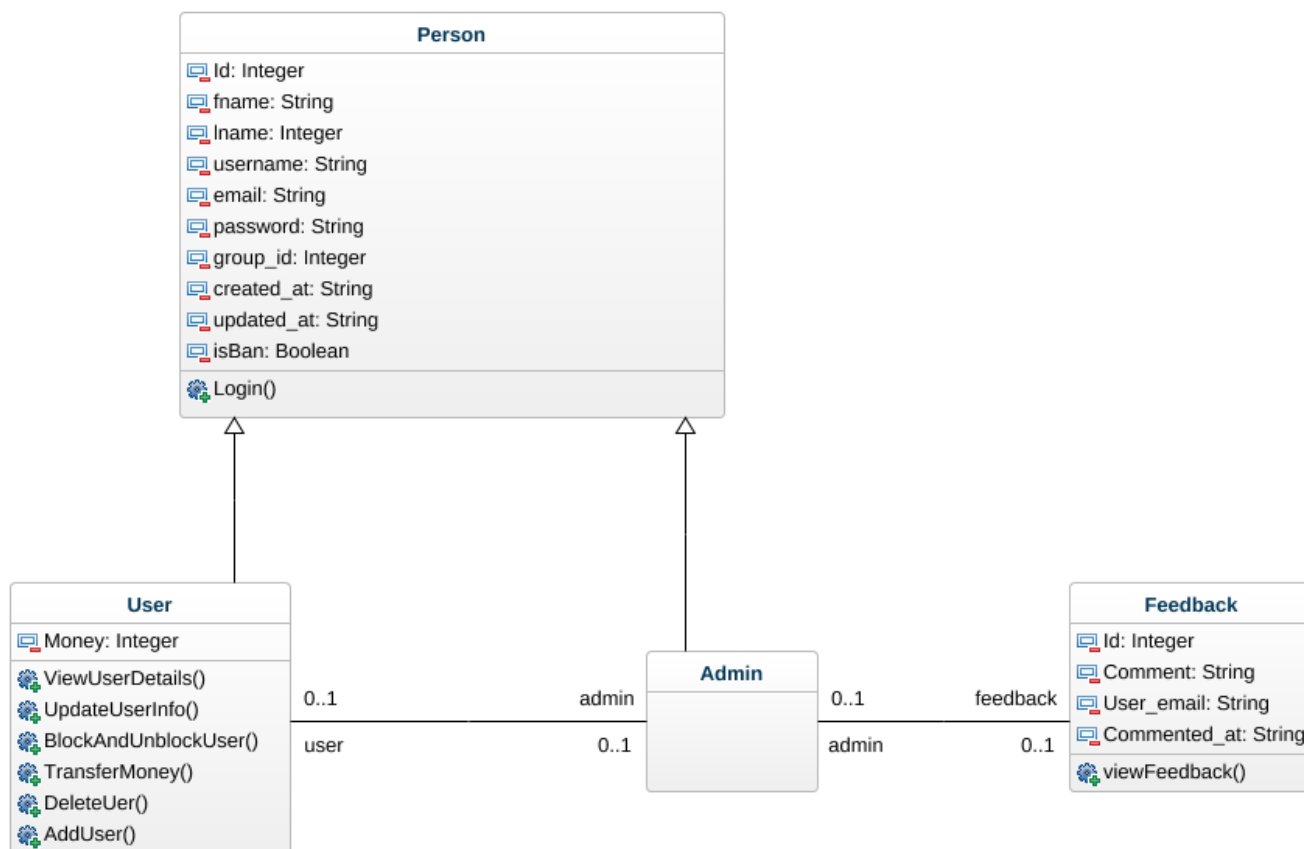 Person
Id: Integer
fname: String
lname: Integer
username: String
email: String
password: String
group_id: Integer
created_at: String
updated_at: String
isBan: Boolean
Login()
User
Money: Integer
ViewUserDetails()
UpdateUserInfo()
BlockAndUnblockUser()
TransferMoney()
DeleteUer()
AddUser()
0..1
admin
user
0..1
Admin
0..1
feedback
admin
0..1
Feedback
Id: Integer
Comment: String
User_email: String
Commented_at: String
viewFeedback()